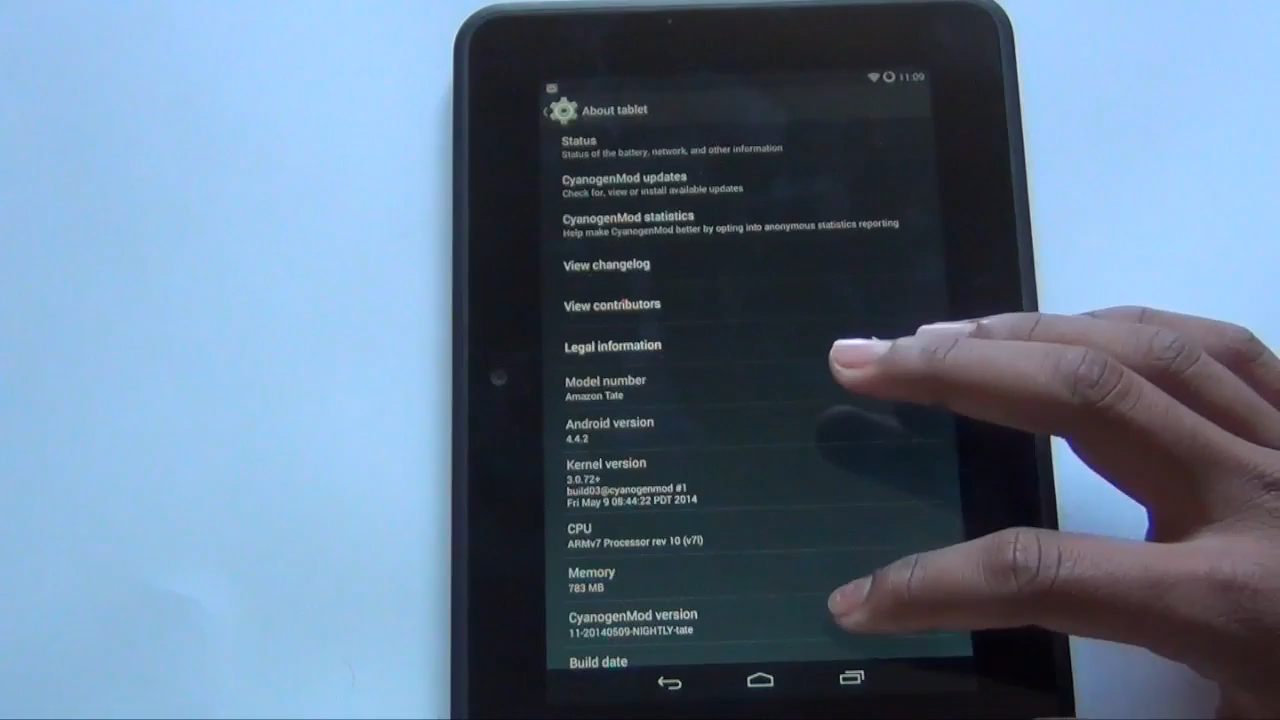 11:09
About tablet
Status
Status of the battery, network, and other information
CyanogenMod updates
Check for, view or install available updates
CyanogenMod statistics
Help make CyanogenMod better by opting into anonymous statistics reporting
View changelog
View contributors
Legal information
Model number
Amazon Tate
Android version
4.4.2
Kernel version
3.0.72+
build03@cyanogenmod #1
Fri May 9 08:44:22 PDT 2014
CPU
ARMv7 Processor rev 10 (v7l)
Memory
783 MB
CyanogenMod version
11-20140509-NIGHTLY-tate
Build date